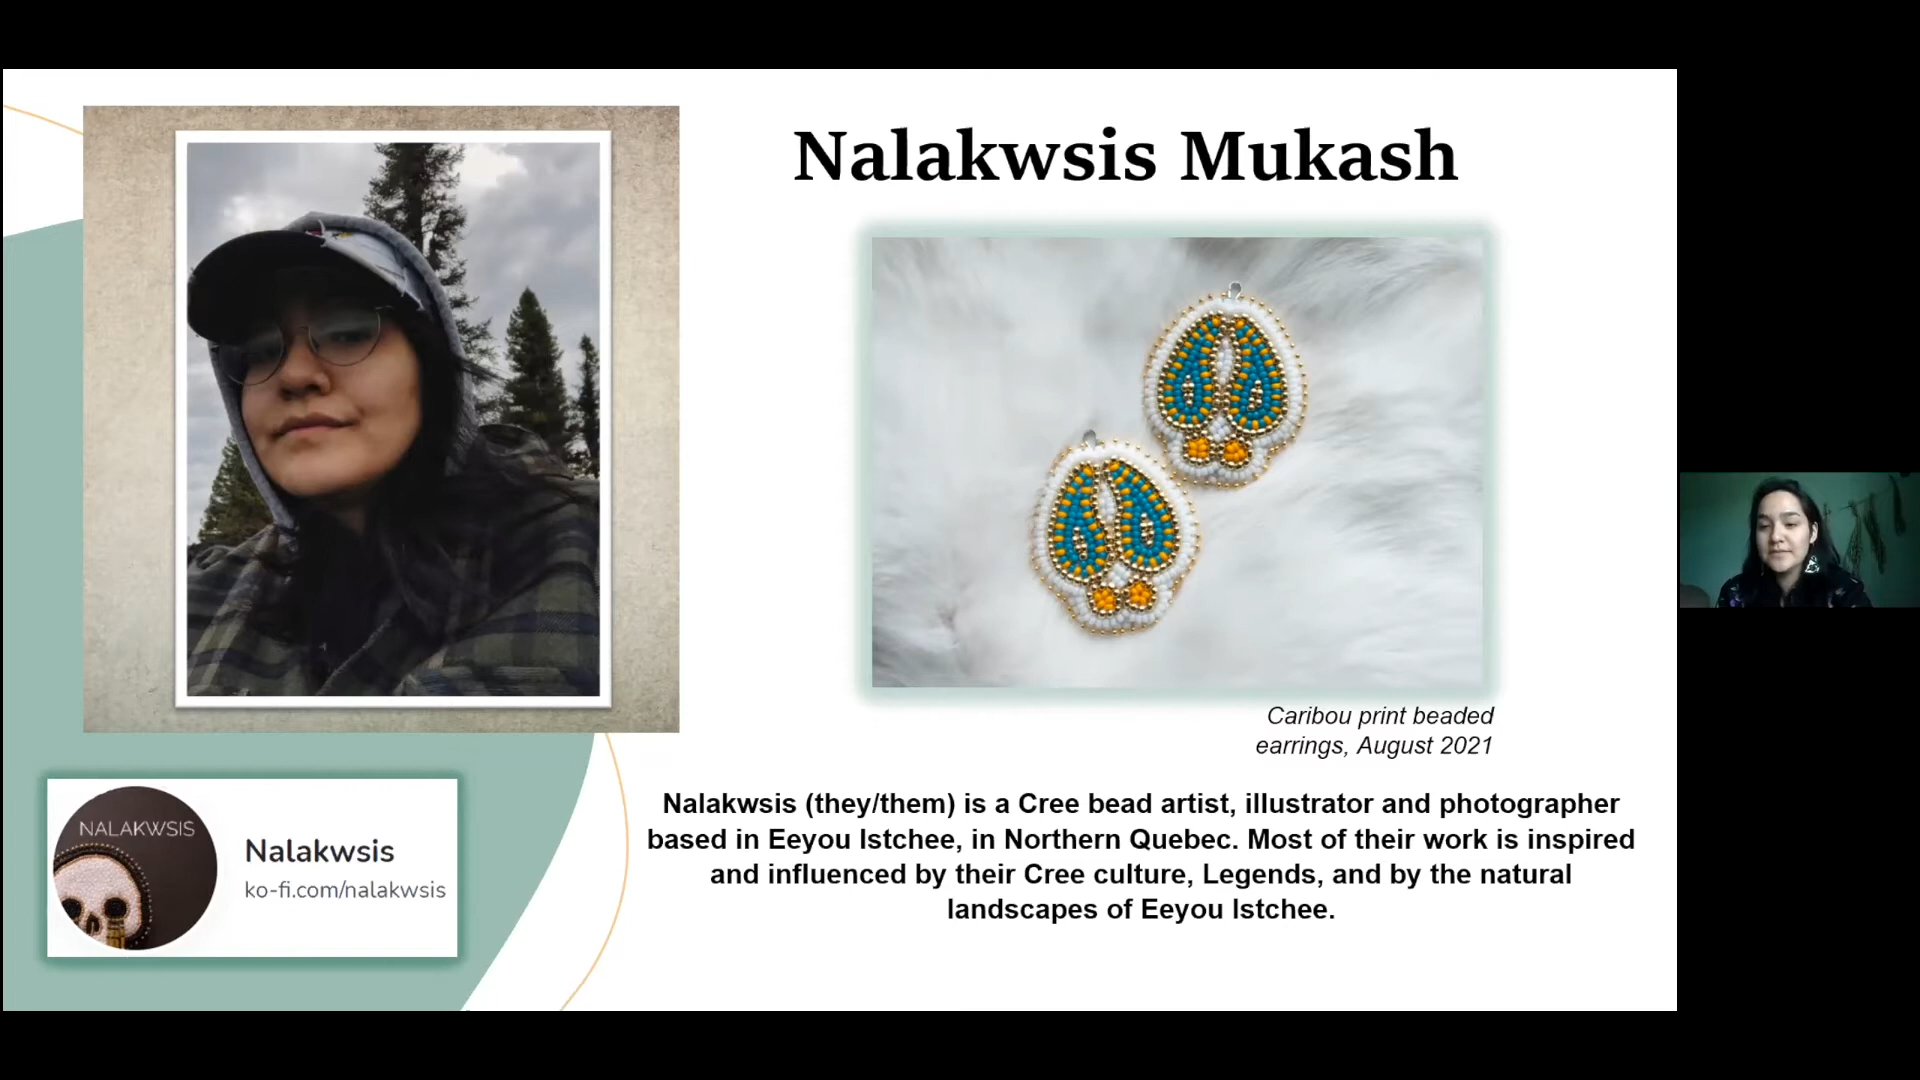 Nalakwsis Mukash
Caribou print beaded
earrings, August 2021
NALAKWSIS
Nalakwsis
ko-fi.com/nalakwsis
Nalakwsis (they/them) is a Cree bead artist, illustrator and photographer
based in Eeyou Istchee, in Northern Quebec. Most of their work is inspired
and influenced by their Cree culture, Legends, and by the natural
landscapes of Eeyou Istchee.